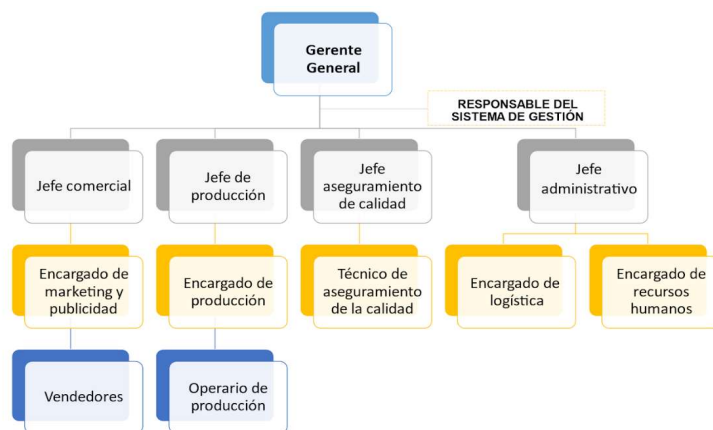 Gerente
General
RESPONSABLE DEL
SISTEMA DE GESTIÓN
Jefe comercial
Jefe de
producción
Jefe
aseguramiento
de calidad
Jefe
administrativo
Encargado de
marketing y
publicidad
Encargado de
producción
Técnico de
aseguramiento
de la calidad
Encargado de
logística
Encargado de
recursos
humanos
Vendedores
Operario de
producción